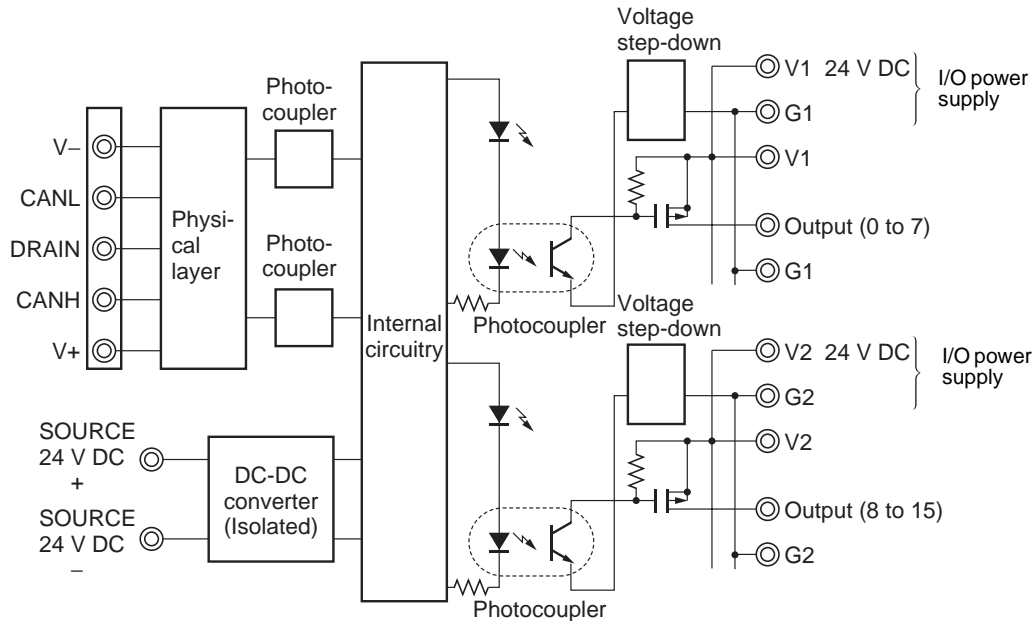 Voltage
step-down
V1 24 V DC
I/O power
supply
G1
V1
Output (0 to 7)
G1
Photo-
coupler
V–
CANL
DRAIN
CANH
V+
Physi-
cal
layer
Photo-
coupler
Internal
circuitry
Photocoupler
Voltage
step-down
V2 24 V DC
I/O power
supply
G2
V2
Output (8 to 15)
G2
SOURCE
24 V DC
+
SOURCE
24 V DC
–
DC-DC
converter
(Isolated)
Photocoupler